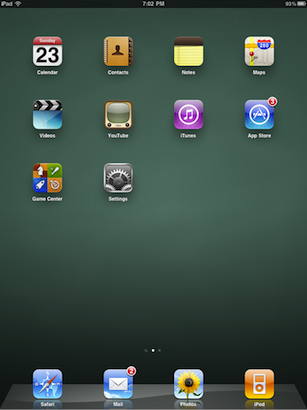 iPad 7:02 PM 93%
Sunday
23
280
3
Calendar Contacts Notes Maps
Videos YouTube iTunes App Store
Game Center Settings
2
Safari Mail Photos iPod